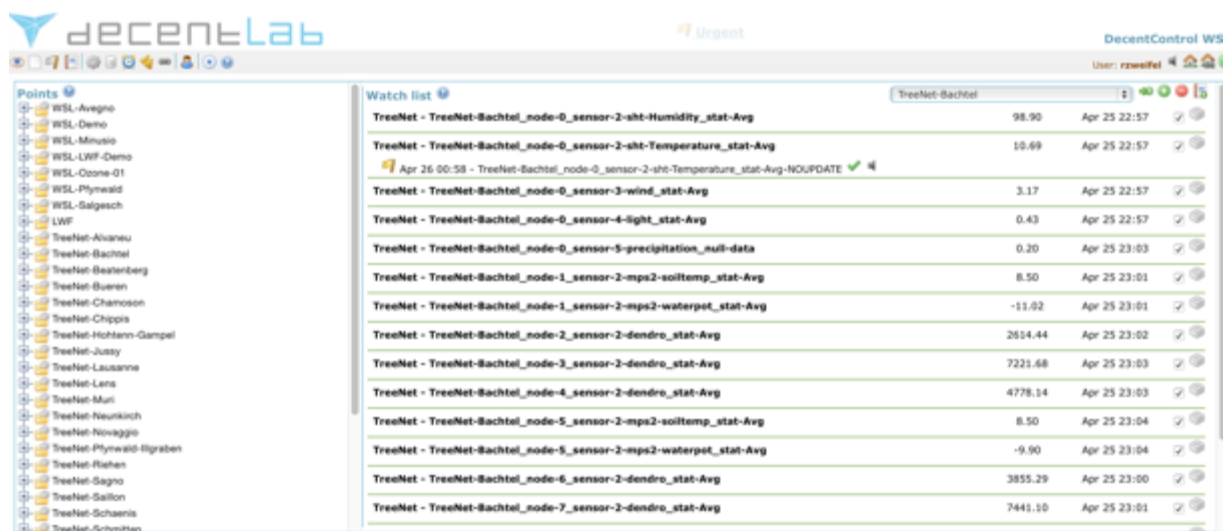 decentLab
Urgent
DecentControl WS
User: rzweifel
Points
WSL-Avegno
WSL-Demo
WSL-Minusio
WSL-LWF-Demo
WSL-Ozone-01
WSL-Pfynwald
WSL-Salgesch
LWF
TreeNet-Alvaneu
TreeNet-Bachtel
TreeNet-Beatenberg
TreeNet-Bueren
TreeNet-Chamoson
TreeNet-Chippis
TreeNet-Hohtenn-Gampel
TreeNet-Jussy
TreeNet-Lausanne
TreeNet-Lens
TreeNet-Muri
TreeNet-Neunkirch
TreeNet-Novaggio
TreeNet-Pfynwald-Illgraben
TreeNet-Riehen
TreeNet-Sagno
TreeNet-Saillon
TreeNet-Schaenis
TreeNet-Schmitten
Watch list
TreeNet-Bachtel
TreeNet - TreeNet-Bachtel_node-0_sensor-2-sht-Humidity_stat-Avg 98.90 Apr 25 22:57
TreeNet - TreeNet-Bachtel_node-0_sensor-2-sht-Temperature_stat-Avg 10.69 Apr 25 22:57
Apr 26 00:58 - TreeNet-Bachtel_node-0_sensor-2-sht-Temperature_stat-Avg-NOUPDATE
TreeNet - TreeNet-Bachtel_node-0_sensor-3-wind_stat-Avg 3.17 Apr 25 22:57
TreeNet - TreeNet-Bachtel_node-0_sensor-4-light_stat-Avg 0.43 Apr 25 22:57
TreeNet - TreeNet-Bachtel_node-0_sensor-5-precipitation_null-data 0.20 Apr 25 23:03
TreeNet - TreeNet-Bachtel_node-1_sensor-2-mps2-soiltemp_stat-Avg 8.50 Apr 25 23:01
TreeNet - TreeNet-Bachtel_node-1_sensor-2-mps2-waterpot_stat-Avg -11.02 Apr 25 23:01
TreeNet - TreeNet-Bachtel_node-2_sensor-2-dendro_stat-Avg 2614.44 Apr 25 23:02
TreeNet - TreeNet-Bachtel_node-3_sensor-2-dendro_stat-Avg 7221.68 Apr 25 23:03
TreeNet - TreeNet-Bachtel_node-4_sensor-2-dendro_stat-Avg 4778.14 Apr 25 23:03
TreeNet - TreeNet-Bachtel_node-5_sensor-2-mps2-soiltemp_stat-Avg 8.50 Apr 25 23:04
TreeNet - TreeNet-Bachtel_node-5_sensor-2-mps2-waterpot_stat-Avg -9.90 Apr 25 23:04
TreeNet - TreeNet-Bachtel_node-6_sensor-2-dendro_stat-Avg 3855.29 Apr 25 23:00
TreeNet - TreeNet-Bachtel_node-7_sensor-2-dendro_stat-Avg 7441.10 Apr 25 23:01